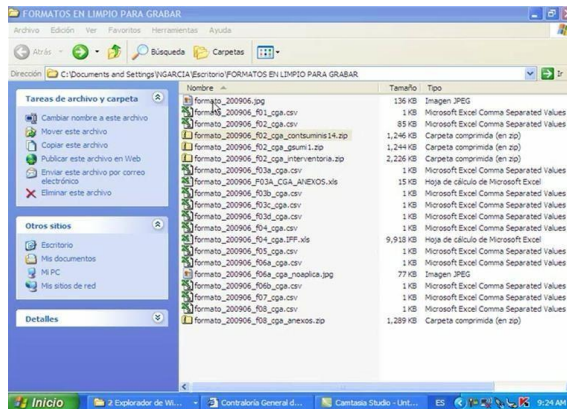 FORMATOS EN LIMPIO PARA GRABAR
Archivo Edición Ver Favoritos Herramientas Ayuda
Atrás Búsqueda Carpetas
Dirección C:\Documents and Settings\NGARCIA\Escritorio\FORMATOS EN LIMPIO PARA GRABAR Ir
Nombre Tamaño Tipo
Tareas de archivo y carpeta
Cambiar nombre a este archivo
Mover este archivo
Copiar este archivo
Publicar este archivo en Web
Enviar este archivo por correo
electrónico
Eliminar este archivo
Otros sitios
Escritorio
Mis documentos
Mi PC
Mis sitios de red
Detalles
formato_200906.jpg 136 KB Imagen JPEG
formato_200906_f01_cga.csv 1 KB Microsoft Excel Comma Separated Values
formato_200906_f02_cga.csv 85 KB Microsoft Excel Comma Separated Values
formato_200906_f02_cga_contsuminis14.zip 1,246 KB Carpeta comprimida (en zip)
formato_200906_f02_cga_gsumi1.zip 1,244 KB Carpeta comprimida (en zip)
formato_200906_f02_cga_interventoria.zip 2,226 KB Carpeta comprimida (en zip)
formato_200906_f03a_cga.csv 1 KB Microsoft Excel Comma Separated Values
formato_200906_F03A_CGA_ANEXOS.xls 15 KB Hoja de cálculo de Microsoft Excel
formato_200906_f03b_cga.csv 1 KB Microsoft Excel Comma Separated Values
formato_200906_f03c_cga.csv 1 KB Microsoft Excel Comma Separated Values
formato_200906_f03d_cga.csv 1 KB Microsoft Excel Comma Separated Values
formato_200906_f04_cga.csv 1 KB Microsoft Excel Comma Separated Values
formato_200906_f04_cga.IFF.xls 9,918 KB Hoja de cálculo de Microsoft Excel
formato_200906_f05_cga.csv 1 KB Microsoft Excel Comma Separated Values
formato_200906_f06a_cga_noaplica.jpg 77 KB Imagen JPEG
formato_200906_f06b_cga.csv 1 KB Microsoft Excel Comma Separated Values
formato_200906_f07_cga.csv 1 KB Microsoft Excel Comma Separated Values
formato_200906_f08_cga.csv 1 KB Microsoft Excel Comma Separated Values
formato_200906_f08_cga_anexos.zip 1,289 KB Carpeta comprimida (en zip)
Inicio 2 Explorador de Wi... Contraloría General d... Camtasia Studio - Unt... ES 9:24 AM